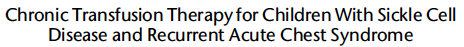 Chronic Transfusion Therapy for Children With Sickle Cell
Disease and Recurrent Acute Chest Syndrome